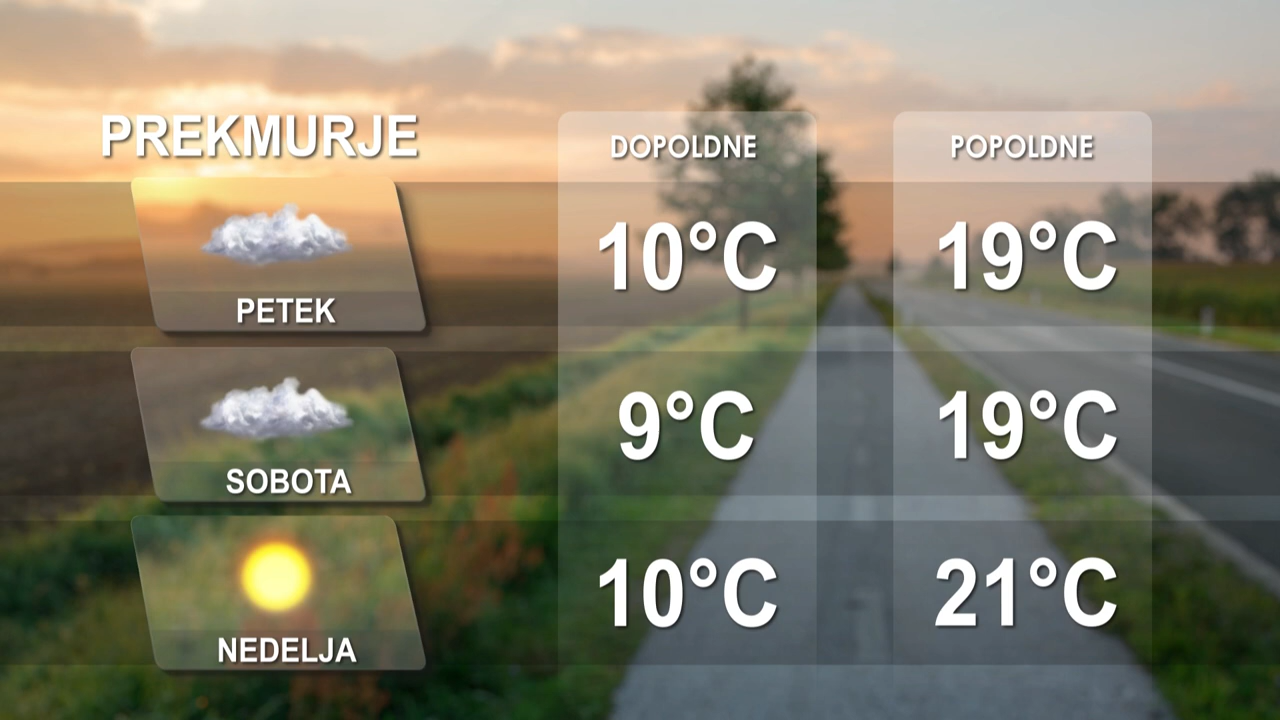 PREKMURJE
DOPOLDNE POPOLDNE
PETEK 10°C 19°C
SOBOTA 9°C 19°C
NEDELJA 10°C 21°C